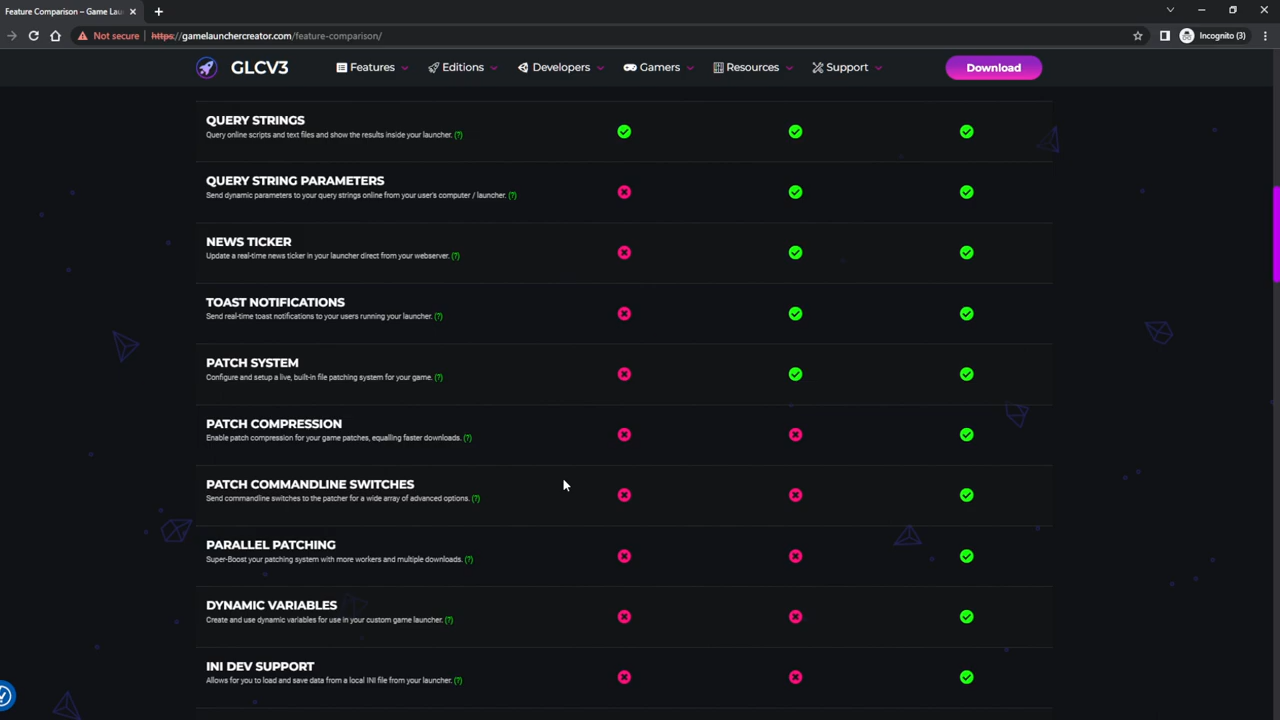 Feature Comparison – Game Lau
Not secure
https://gamelaunchercreator.com/feature-comparison/
Incognito (3)
GLCV3
Features
Editions
Developers
Gamers
Resources
Support
Download
QUERY STRINGS
Query online scripts and text files and show the results inside your launcher. (?)
QUERY STRING PARAMETERS
Send dynamic parameters to your query strings online from your user's computer / launcher. (?)
NEWS TICKER
Update a real-time news ticker in your launcher direct from your webserver. (?)
TOAST NOTIFICATIONS
Send real-time toast notifications to your users running your launcher. (?)
PATCH SYSTEM
Configure and setup a live, built-in file patching system for your game. (?)
PATCH COMPRESSION
Enable patch compression for your game patches, equalling faster downloads. (?)
PATCH COMMANDLINE SWITCHES
Send commandline switches to the patcher for a wide array of advanced options. (?)
PARALLEL PATCHING
Super-Boost your patching system with more workers and multiple downloads. (?)
DYNAMIC VARIABLES
Create and use dynamic variables for use in your custom game launcher. (?)
INI DEV SUPPORT
Allows for you to load and save data from a local INI file from your launcher. (?)